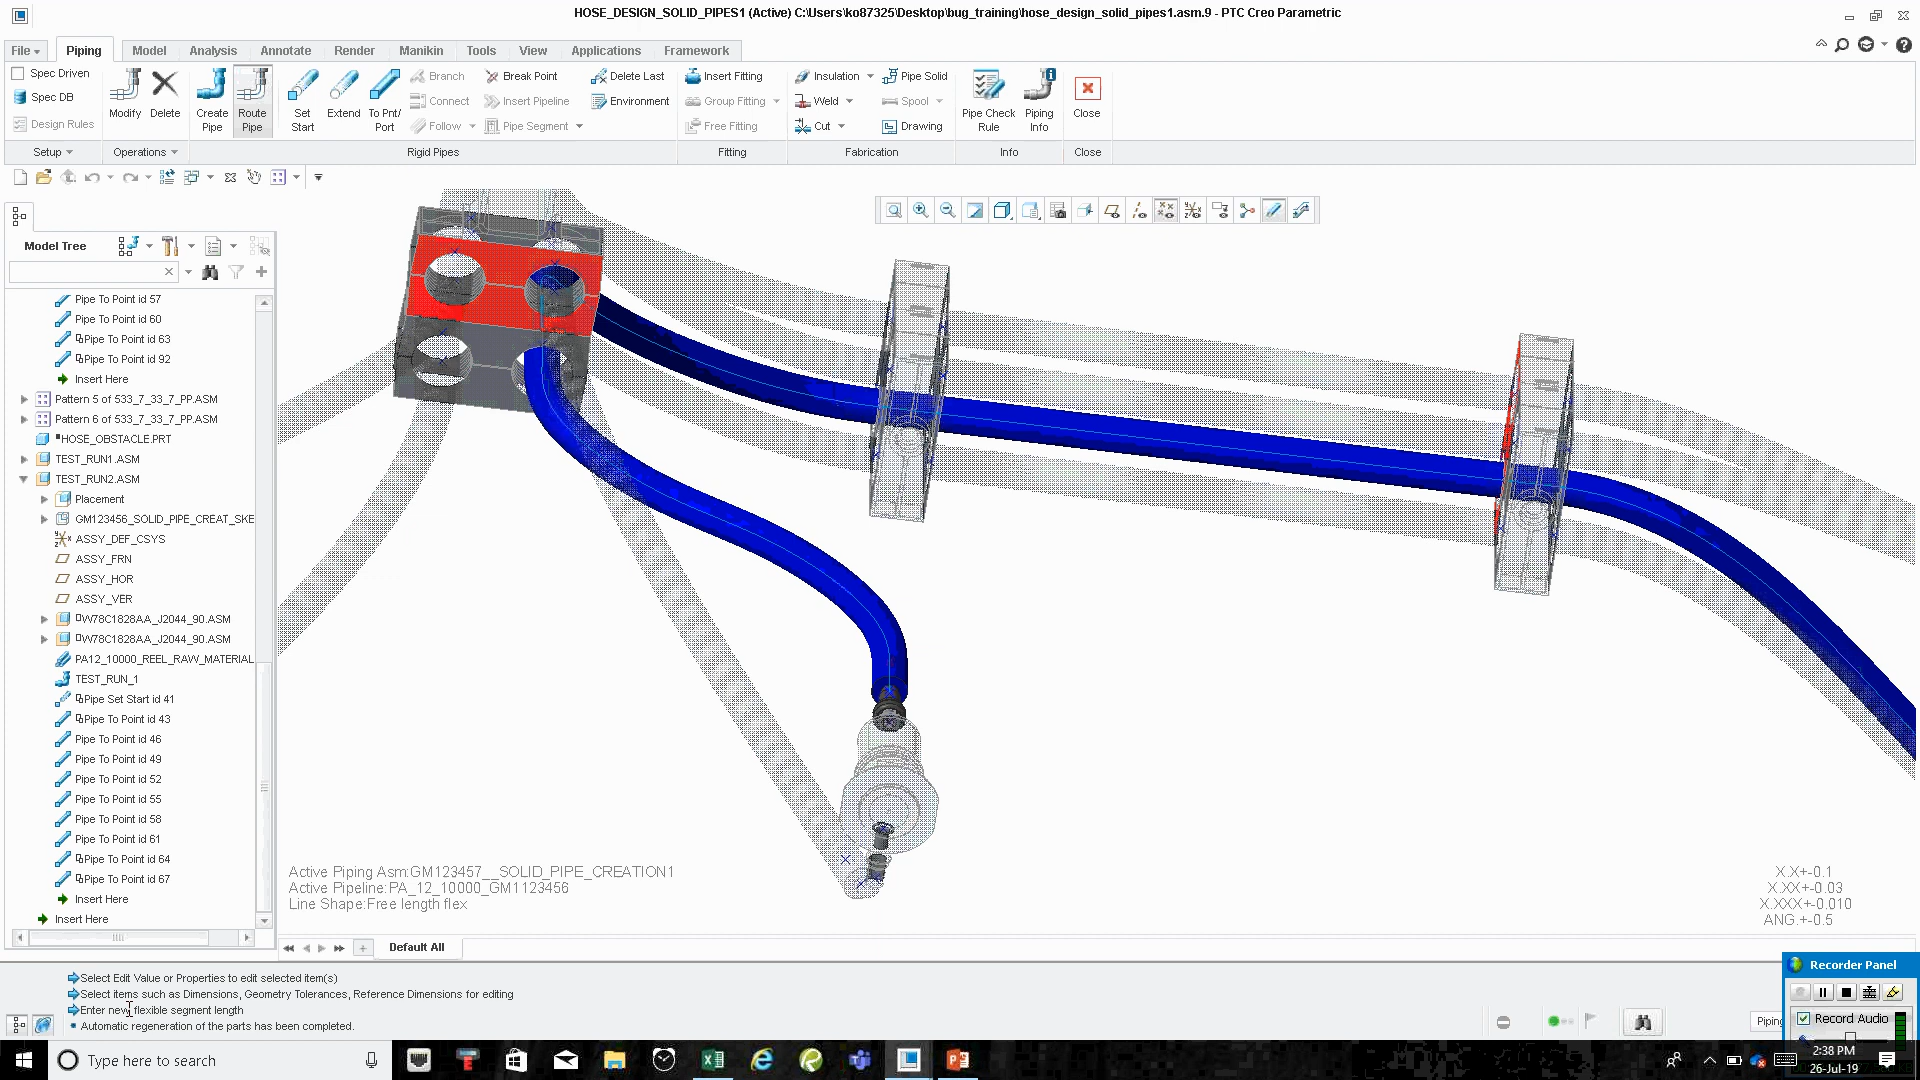 HOSE_DESIGN_SOLID_PIPES1 (Active) C:\Users\ko87325\Desktop\bug_training\hose_design_solid_pipes1.asm.9 - PTC Creo Parametric
File Piping Model Analysis Annotate Render Manikin Tools View Applications Framework
Spec Driven
Spec DB
Design Rules
Modify
Delete
Create Pipe
Route Pipe
Set Start
Extend
To Pnt/ Port
Branch
Connect
Follow
Break Point
Insert Pipeline
Pipe Segment
Delete Last
Environment
Insert Fitting
Group Fitting
Free Fitting
Insulation
Weld
Cut
Pipe Solid
Spool
Drawing
Pipe Check Rule
Piping Info
Close
Setup Operations Rigid Pipes Fitting Fabrication Info Close
Model Tree
Pipe To Point id 57
Pipe To Point id 60
Pipe To Point id 63
Pipe To Point id 92
Insert Here
Pattern 5 of 533_7_33_7_PP.ASM
Pattern 6 of 533_7_33_7_PP.ASM
HOSE_OBSTACLE.PRT
TEST_RUN1.ASM
TEST_RUN2.ASM
Placement
GM123456_SOLID_PIPE_CREAT_SKE
ASSY_DEF_CSYS
ASSY_FRN
ASSY_HOR
ASSY_VER
W78C1828AA_J2044_90.ASM
W78C1828AA_J2044_90.ASM
PA12_10000_REEL_RAW_MATERIAL
TEST_RUN_1
Pipe Set Start id 41
Pipe To Point id 43
Pipe To Point id 46
Pipe To Point id 49
Pipe To Point id 52
Pipe To Point id 55
Pipe To Point id 58
Pipe To Point id 61
Pipe To Point id 64
Pipe To Point id 67
Insert Here
Insert Here
Active Piping Asm:GM123457__SOLID_PIPE_CREATION1
Active Pipeline:PA_12_10000_GM1123456
Line Shape:Free length flex
X.X+-0.1
X.XX+-0.03
X.XXX+-0.010
ANG.+-0.5
Default All
Select Edit Value or Properties to edit selected item(s)
Select items such as Dimensions, Geometry Tolerances, Reference Dimensions for editing
Enter new flexible segment length
Automatic regeneration of the parts has been completed.
Piping
Recorder Panel
Record Audio
Type here to search
2:38 PM
26-Jul-19